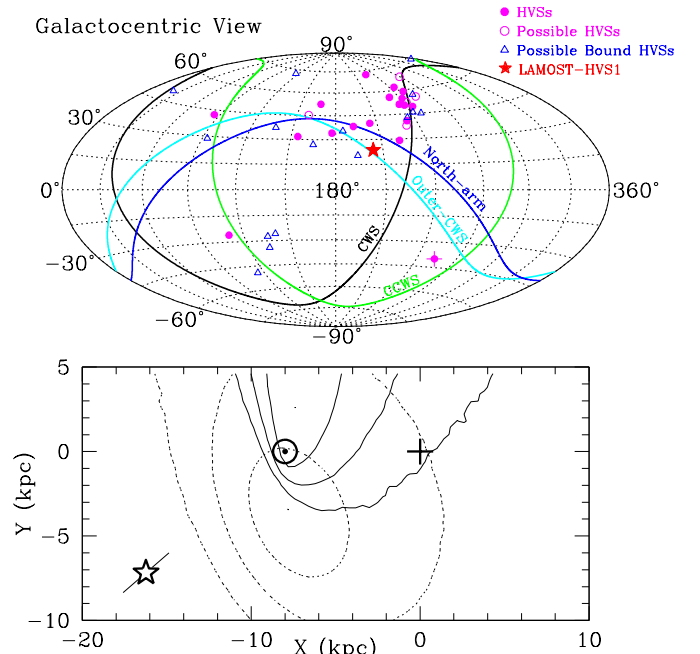 Galactocentric View
HVSs
Possible HVSs
Possible Bound HVSs
LAMOST-HVS1
90°
60°
30°
0°
180°
360°
-30°
-60°
-90°
North-arm
Outer-CWS
CWS
CCWS
5
0
-5
-10
Y (kpc)
-20
-10
0
10
X (kpc)